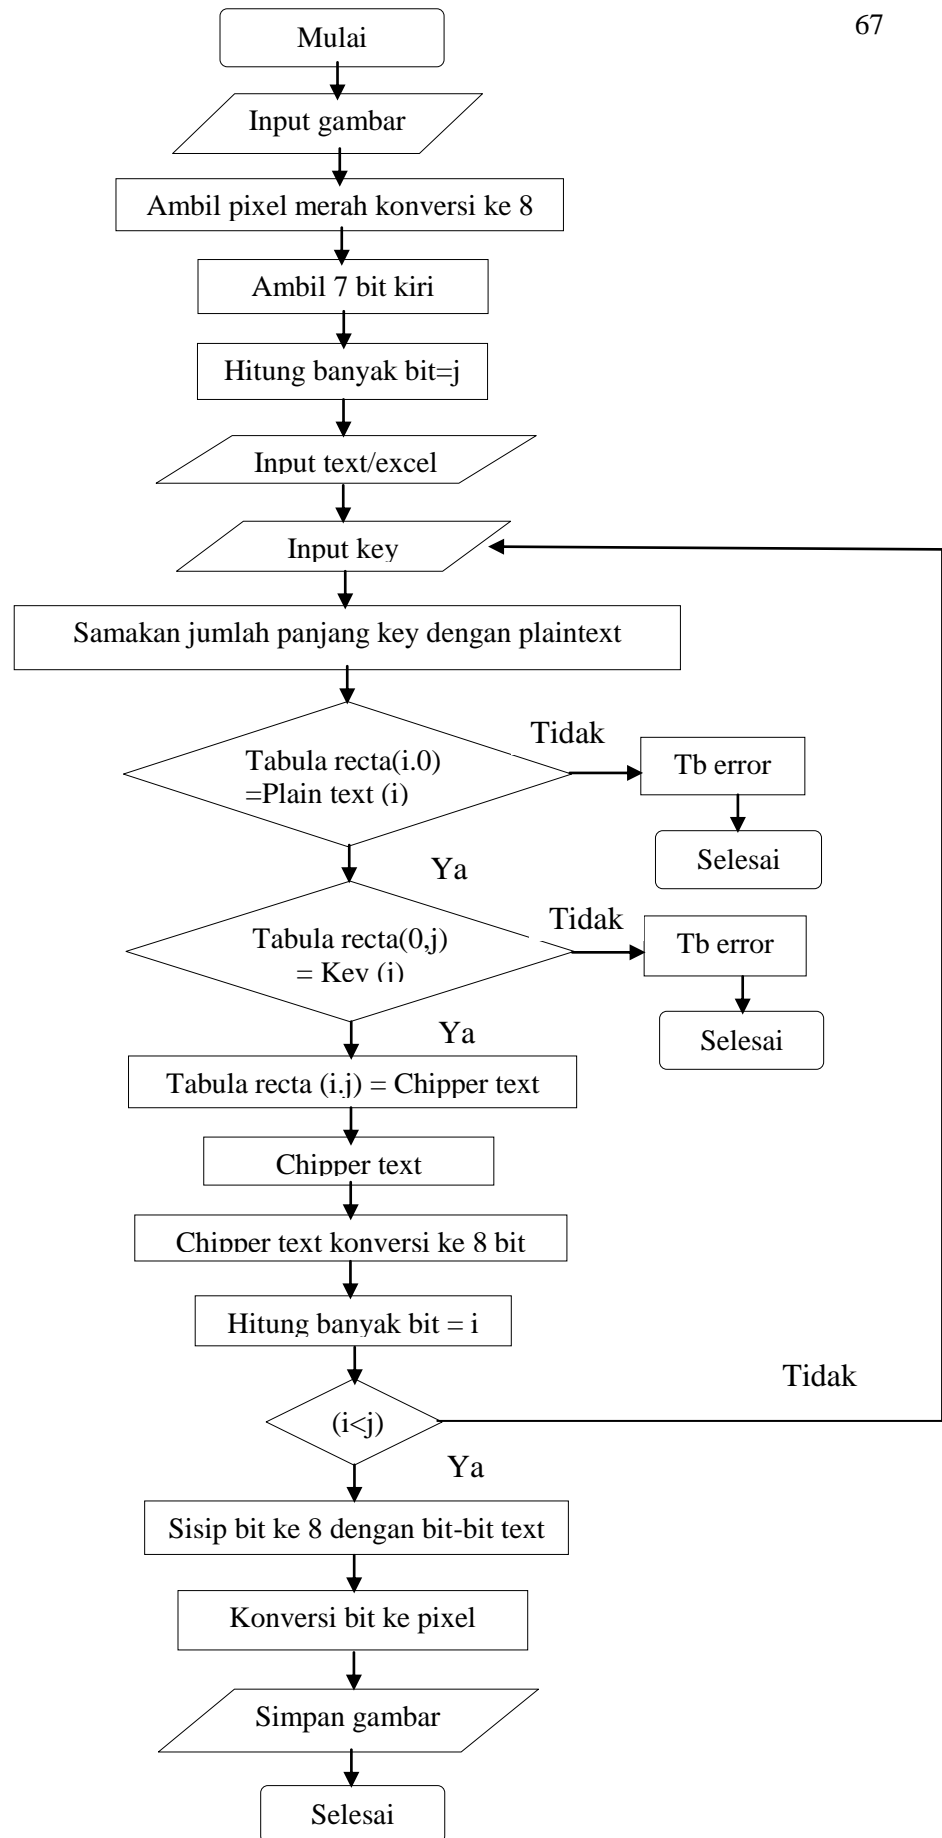 67
Mulai
Input gambar
Ambil pixel merah konversi ke 8
Ambil 7 bit kiri
Hitung banyak bit=j
Input text/excel
Input key
Samakan jumlah panjang key dengan plaintext
Tidak
Tabula recta(i.0)
=Plain text (i)
Tb error
Selesai
Ya
Tidak
Tabula recta(0,j)
= Key (j)
Tb error
Selesai
Ya
Tabula recta (i.j) = Chipper text
Chipper text
Chipper text konversi ke 8 bit
Hitung banyak bit = i
Tidak
(i<j)
Ya
Sisip bit ke 8 dengan bit-bit text
Konversi bit ke pixel
Simpan gambar
Selesai